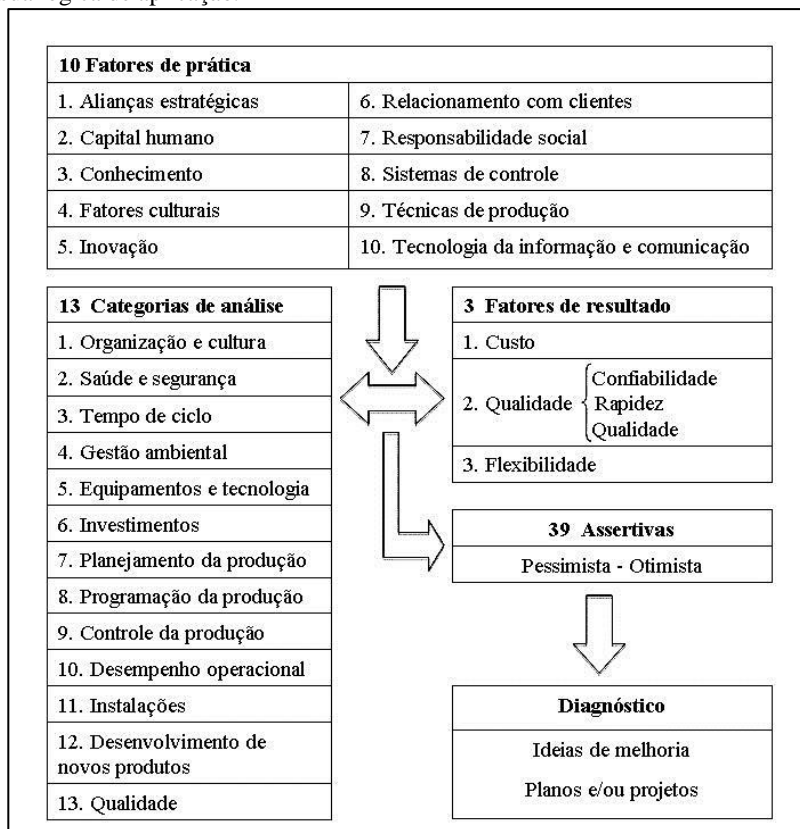 10 Fatores de prática
1. Alianças estratégicas
2. Capital humano
3. Conhecimento
4. Fatores culturais
5. Inovação
6. Relacionamento com clientes
7. Responsabilidade social
8. Sistemas de controle
9. Técnicas de produção
10. Tecnologia da informação e comunicação
13 Categorias de análise
1. Organização e cultura
2. Saúde e segurança
3. Tempo de ciclo
4. Gestão ambiental
5. Equipamentos e tecnologia
6. Investimentos
7. Planejamento da produção
8. Programação da produção
9. Controle da produção
10. Desempenho operacional
11. Instalações
12. Desenvolvimento de
novos produtos
13. Qualidade
3 Fatores de resultado
1. Custo
2. Qualidade
Confiabilidade
Rapidez
Qualidade
3. Flexibilidade
39 Assertivas
Pessimista - Otimista
Diagnóstico
Ideias de melhoria
Planos e/ou projetos